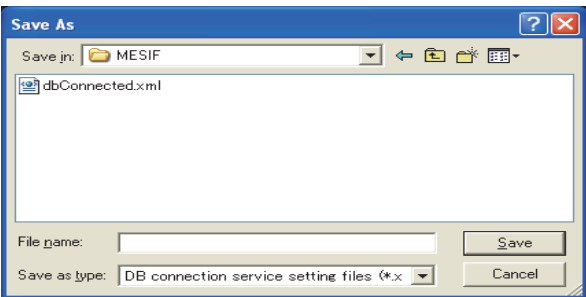 Save As
Save in: MESIF
dbConnected.xml
File name:
Save
Save as type: DB connection service setting files (*.x
Cancel